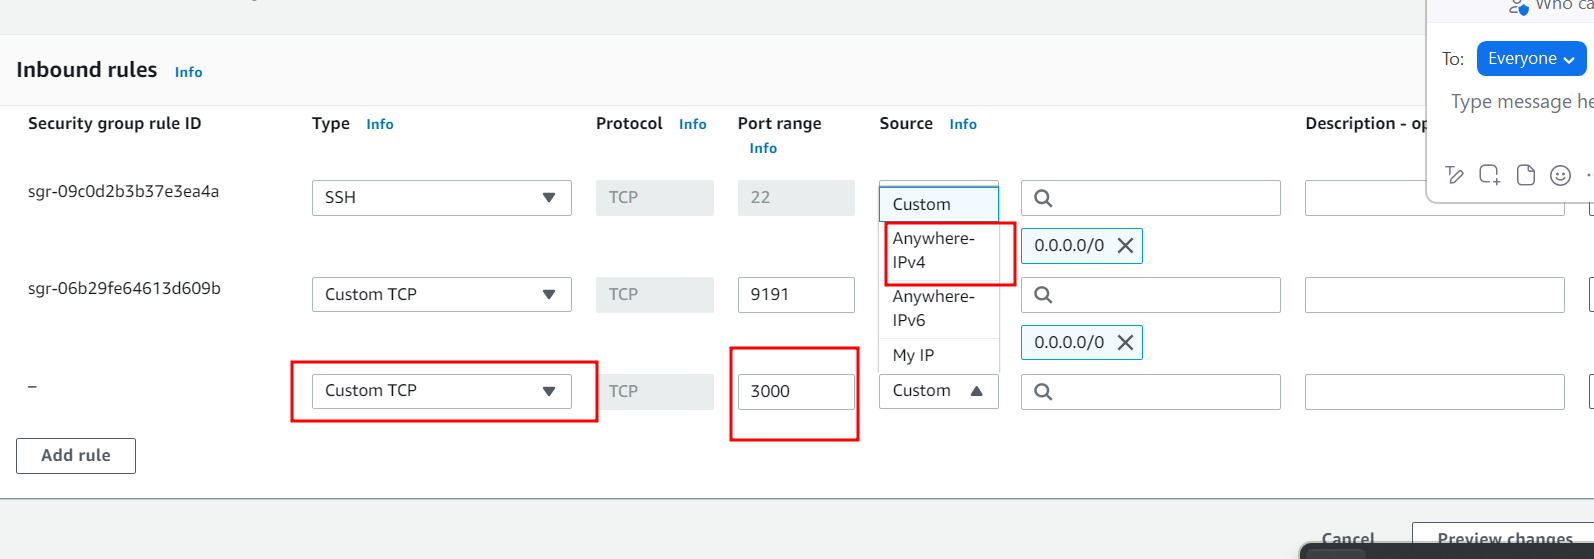 Who ca
Inbound rules Info
To: Everyone
Type message he
Security group rule ID Type Info Protocol Info Port range Info Source Info Description - op
sgr-09c0d2b3b37e3ea4a SSH TCP 22
Custom
Anywhere-
IPv4
0.0.0.0/0
sgr-06b29fe64613d609b Custom TCP TCP 9191
Anywhere-
IPv6
0.0.0.0/0
My IP
– Custom TCP TCP 3000 Custom
Add rule
Cancel Preview changes